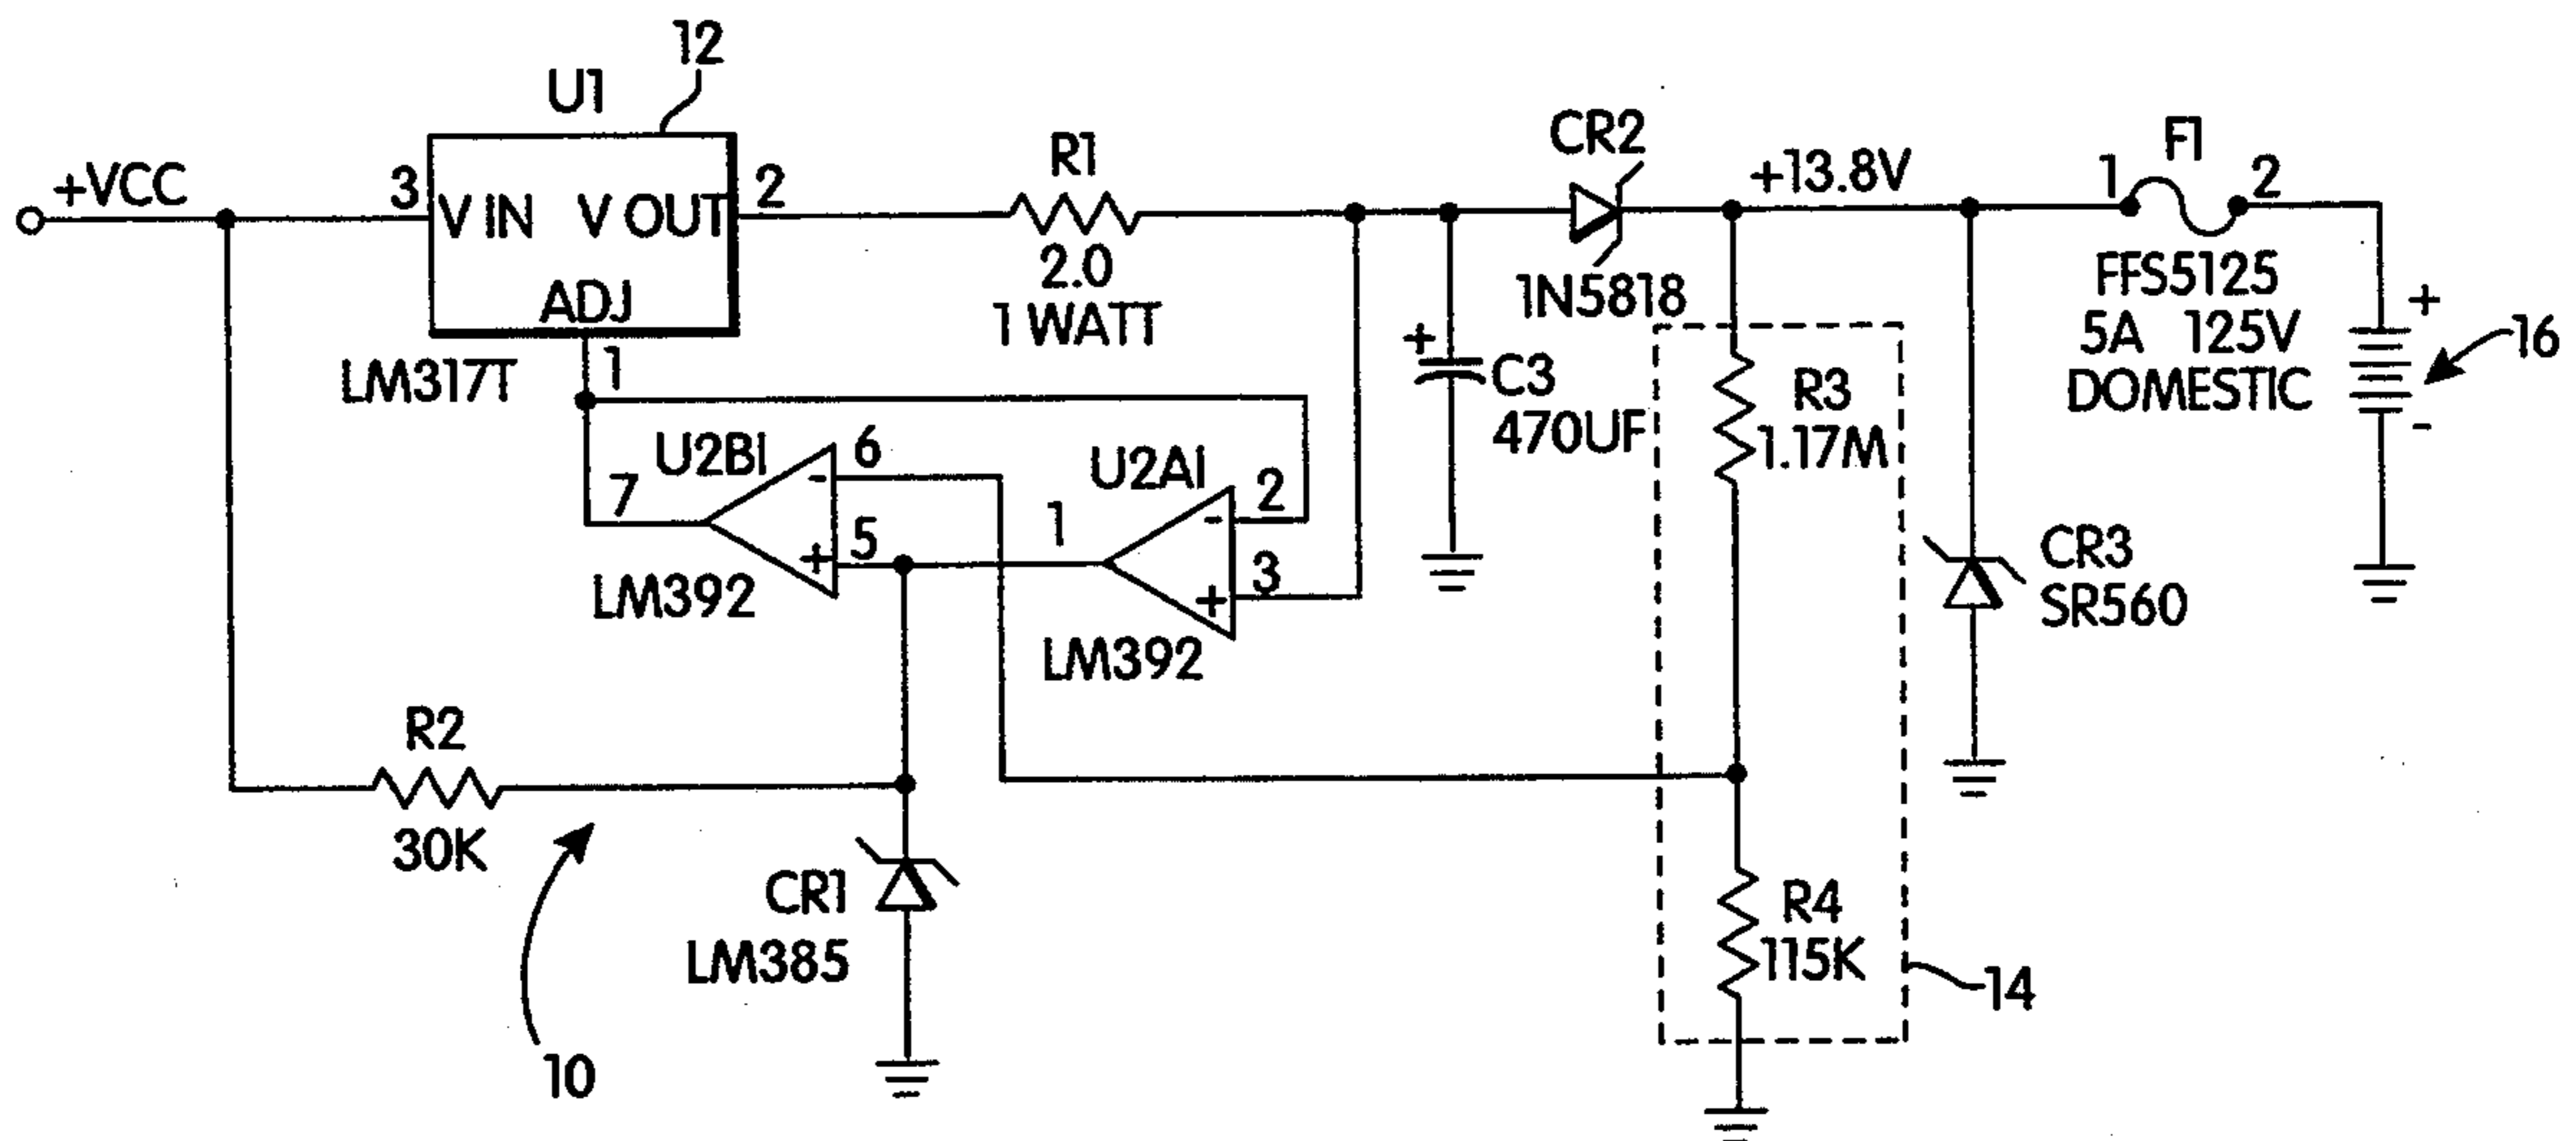 12
U1
+VCC
3
V IN
V OUT
2
ADJ
LM317T
1
R1
2.0
1 WATT
CR2
1N5818
+13.8V
F1
1
2
FFS5125
5A 125V
DOMESTIC
+
-
16
+
C3
470UF
R3
1.17M
U2BI
7
6
-
5
+
LM392
U2AI
1
2
-
3
+
LM392
CR3
SR560
R2
30K
10
CR1
LM385
R4
115K
14